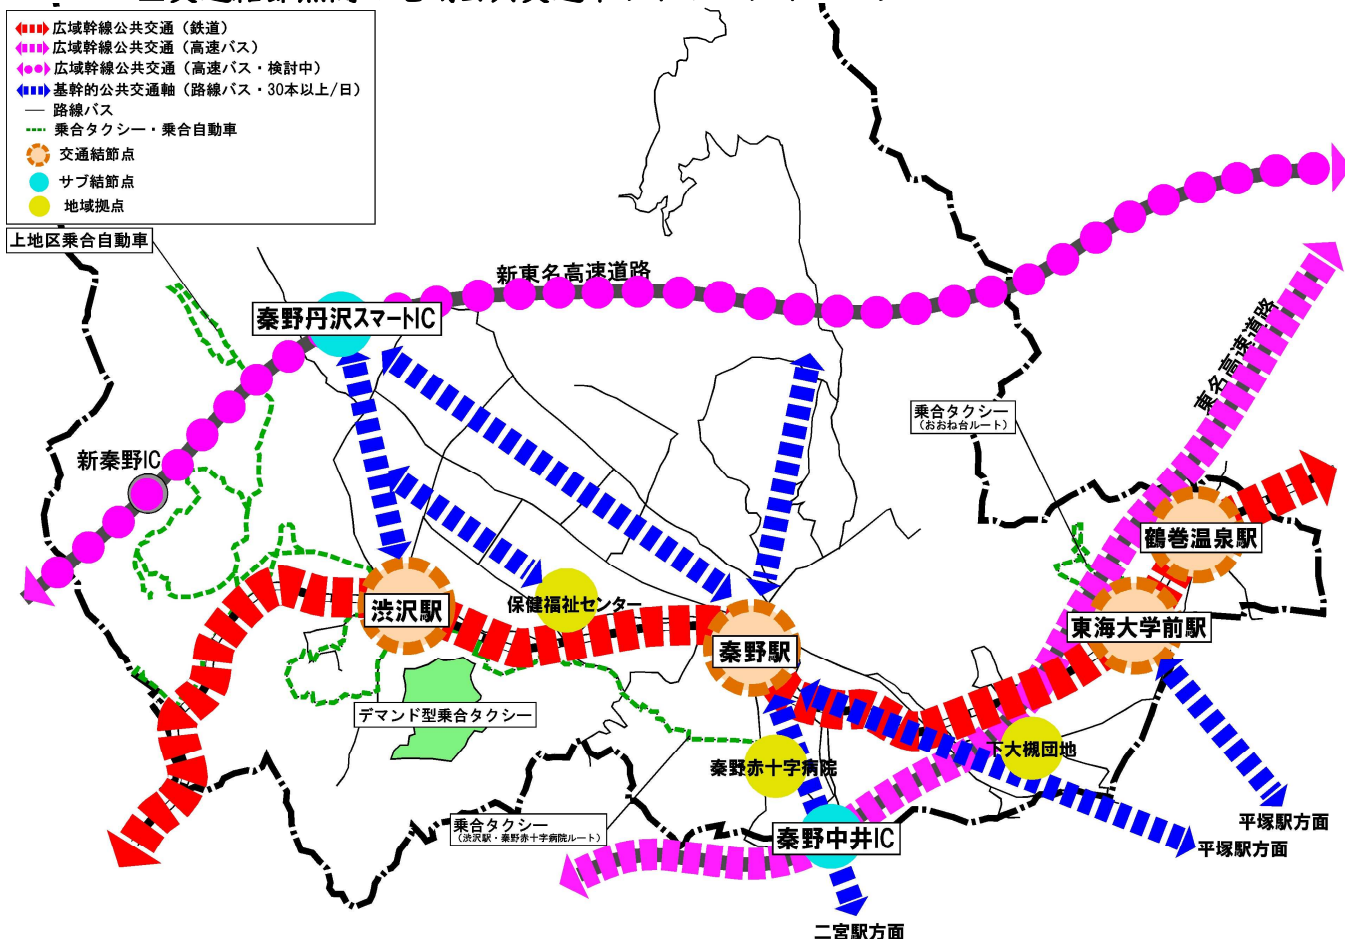 広域幹線公共交通（鉄道）
広域幹線公共交通（高速バス）
広域幹線公共交通（高速バス・検討中）
基幹的公共交通軸（路線バス・30本以上/日）
路線バス
乗合タクシー・乗合自動車
交通結節点
サブ結節点
地域拠点
上地区乗合自動車
新東名高速道路
秦野丹沢スマートIC
東名高速道路
乗合タクシー
（おおね台ルート）
新秦野IC
鶴巻温泉駅
保健福祉センター
渋沢駅
東海大学前駅
秦野駅
デマンド型乗合タクシー
下大槻団地
秦野赤十字病院
乗合タクシー
（渋沢駅・秦野赤十字病院ルート）
秦野中井IC
平塚駅方面
平塚駅方面
二宮駅方面